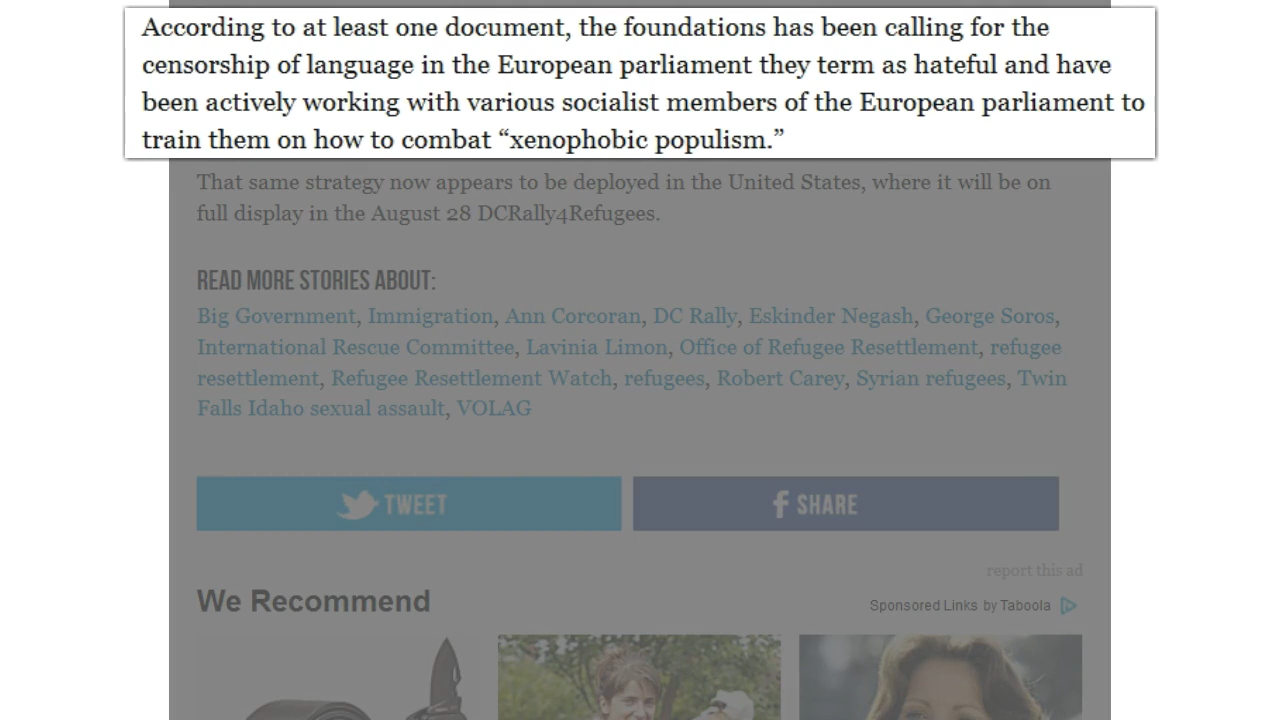 According to at least one document, the foundations has been calling for the
censorship of language in the European parliament they term as hateful and have
been actively working with various socialist members of the European parliament to
train them on how to combat “xenophobic populism.”
That same strategy now appears to be deployed in the United States, where it will be on
full display in the August 28 DCRally4Refugees.
READ MORE STORIES ABOUT:
Big Government, Immigration, Ann Corcoran, DC Rally, Eskinder Negash, George Soros,
International Rescue Committee, Lavinia Limon, Office of Refugee Resettlement, refugee
resettlement, Refugee Resettlement Watch, refugees, Robert Carey, Syrian refugees, Twin
Falls Idaho sexual assault, VOLAG
TWEET
f SHARE
report this ad
We Recommend
Sponsored Links by Taboola